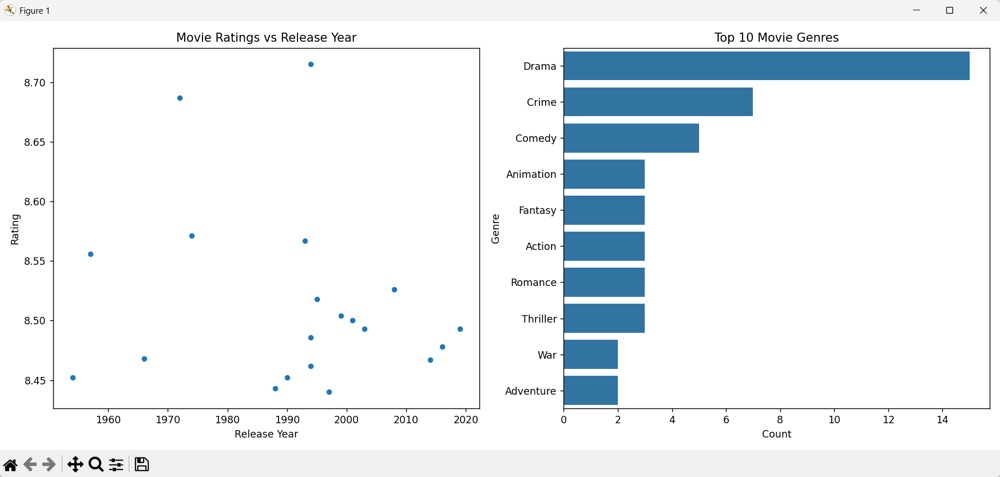 Figure 1
Movie Ratings vs Release Year
8.70
8.65
8.60
8.55
8.50
8.45
Rating
1960 1970 1980 1990 2000 2010 2020
Release Year
Top 10 Movie Genres
Drama
Crime
Comedy
Animation
Fantasy
Action
Romance
Thriller
War
Adventure
Genre
0 2 4 6 8 10 12 14
Count